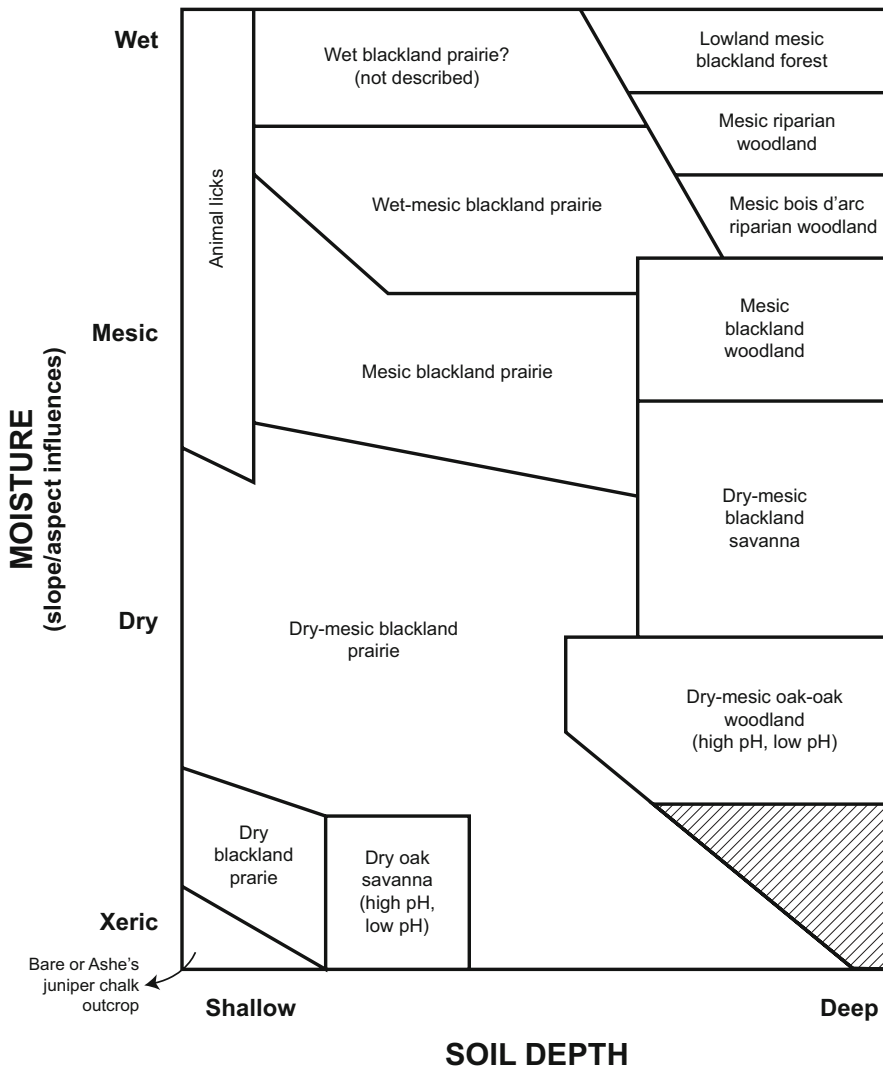 Wet
Wet blackland prairie?
(not described)
Lowland mesic
blackland forest
Mesic riparian
woodland
Mesic bois d'arc
riparian woodland
Animal licks
Wet-mesic blackland prairie
Mesic
Mesic
blackland
woodland
Mesic blackland prairie
MOISTURE
(slope/aspect influences)
Dry-mesic
blackland
savanna
Dry
Dry-mesic blackland
prairie
Dry-mesic oak-oak
woodland
(high pH, low pH)
Dry
blackland
prarie
Dry oak
savanna
(high pH,
low pH)
Xeric
Bare or Ashe's
juniper chalk
outcrop
Shallow
Deep
SOIL DEPTH